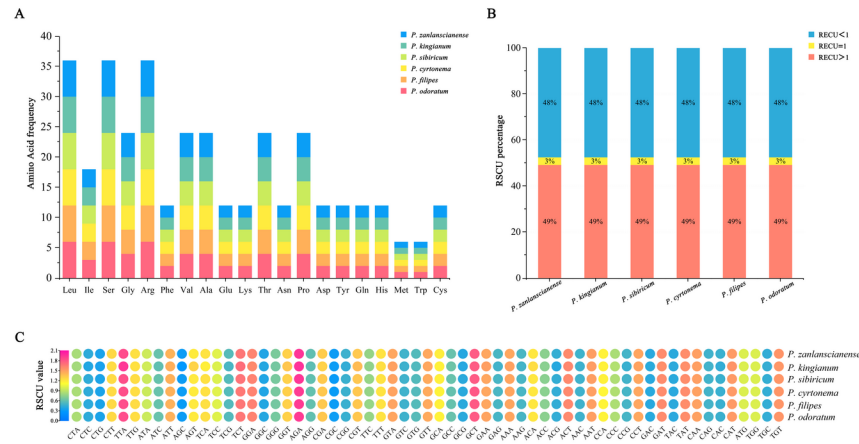 A
Amino Acid frequency
40
35
30
25
20
15
10
5
0
P. zanlanscianense
P. kingianum
P. sibiricum
P. cyrtonema
P. filipes
P. odoratum
Leu Ile Ser Gly Arg Phe Val Ala Glu Lys Thr Asn Pro Asp Tyr Gln His Met Trp Cys
B
RSCU percentage
100
80
60
40
20
0
RECU<1
RECU=1
RECU>1
48% 48% 48% 48% 48% 48%
3% 3% 3% 3% 3% 3%
49% 49% 49% 49% 49% 49%
P. zanlanscianense P. kingianum P. sibiricum P. cyrtonema P. filipes P. odoratum
C
RSCU value
2.1
1.8
1.5
1.2
0.9
0.6
0.3
0.0
P. zanlanscianense
P. kingianum
P. sibiricum
P. cyrtonema
P. filipes
P. odoratum
CTA CTC CTG CTT TTA TTG ATA ATC ATT AGC AGT TCA TCC TCG TCT GGA GGC GGG GGT AGA AGG CGA CGC CGG CGT TTC TTT GTA GTC GTG GTT GCA GCC GCG GCT GAA GAG AAA AAG ACA ACC ACG ACT AAC AAT CCA CCC CCG CCT GAC GAT TAC TAT CAA CAG CAC CAT ATG TGG TGC TGT